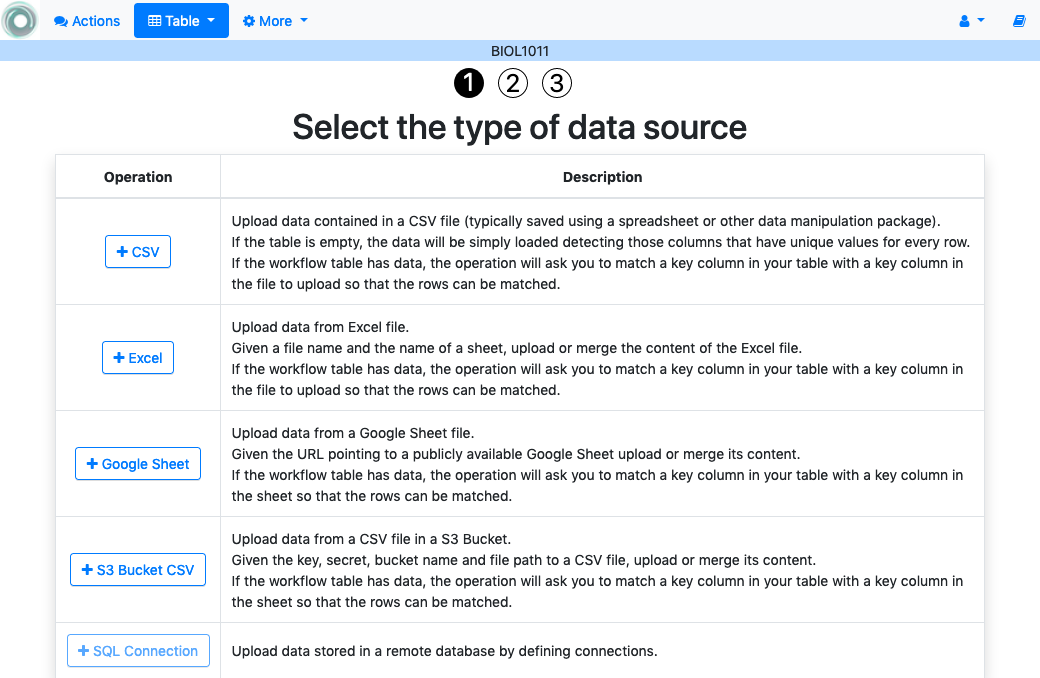 Actions Table More
BIOL1011
1 2 3
Select the type of data source
Operation Description
CSV
Upload data contained in a CSV file (typically saved using a spreadsheet or other data manipulation package).
If the table is empty, the data will be simply loaded detecting those columns that have unique values for every row.
If the workflow table has data, the operation will ask you to match a key column in your table with a key column in
the file to upload so that the rows can be matched.
Excel
Upload data from Excel file.
Given a file name and the name of a sheet, upload or merge the content of the Excel file.
If the workflow table has data, the operation will ask you to match a key column in your table with a key column in
the file to upload so that the rows can be matched.
Google Sheet
Upload data from a Google Sheet file.
Given the URL pointing to a publicly available Google Sheet upload or merge its content.
If the workflow table has data, the operation will ask you to match a key column in your table with a key column in
the sheet so that the rows can be matched.
S3 Bucket CSV
Upload data from a CSV file in a S3 Bucket.
Given the key, secret, bucket name and file path to a CSV file, upload or merge its content.
If the workflow table has data, the operation will ask you to match a key column in your table with a key column in
the sheet so that the rows can be matched.
SQL Connection
Upload data stored in a remote database by defining connections.